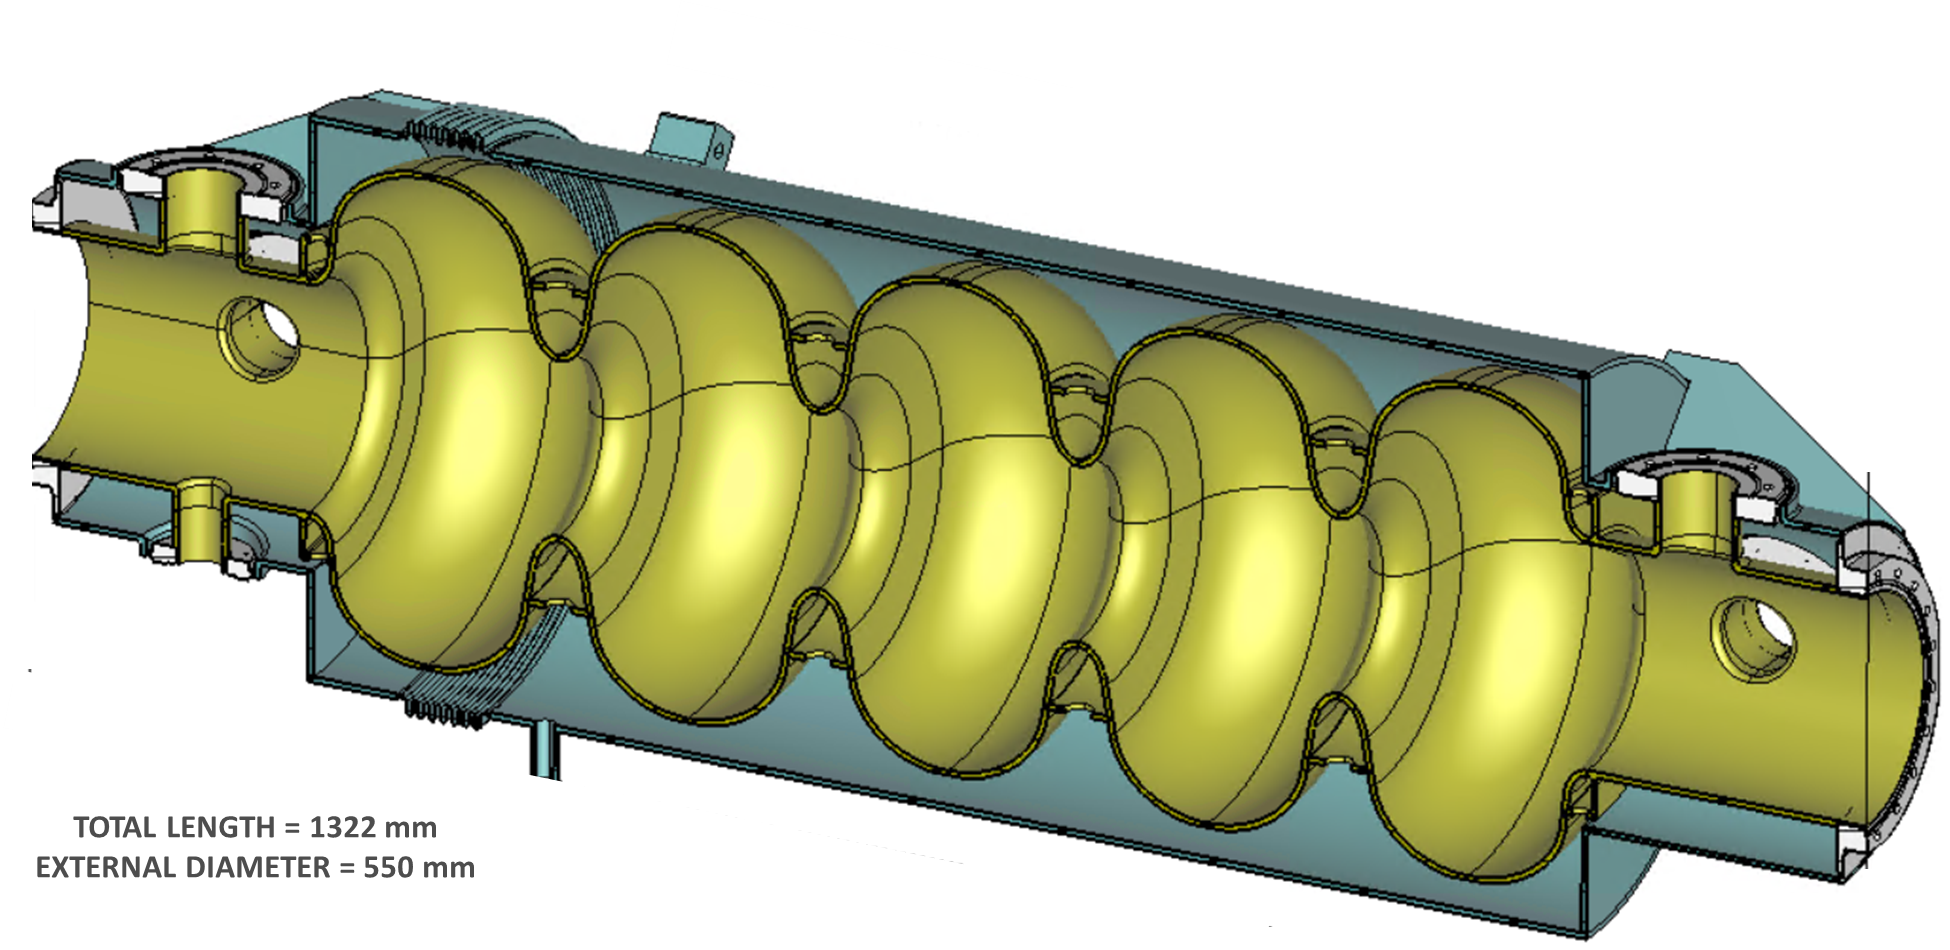 TOTAL LENGTH = 1322 mm
EXTERNAL DIAMETER = 550 mm